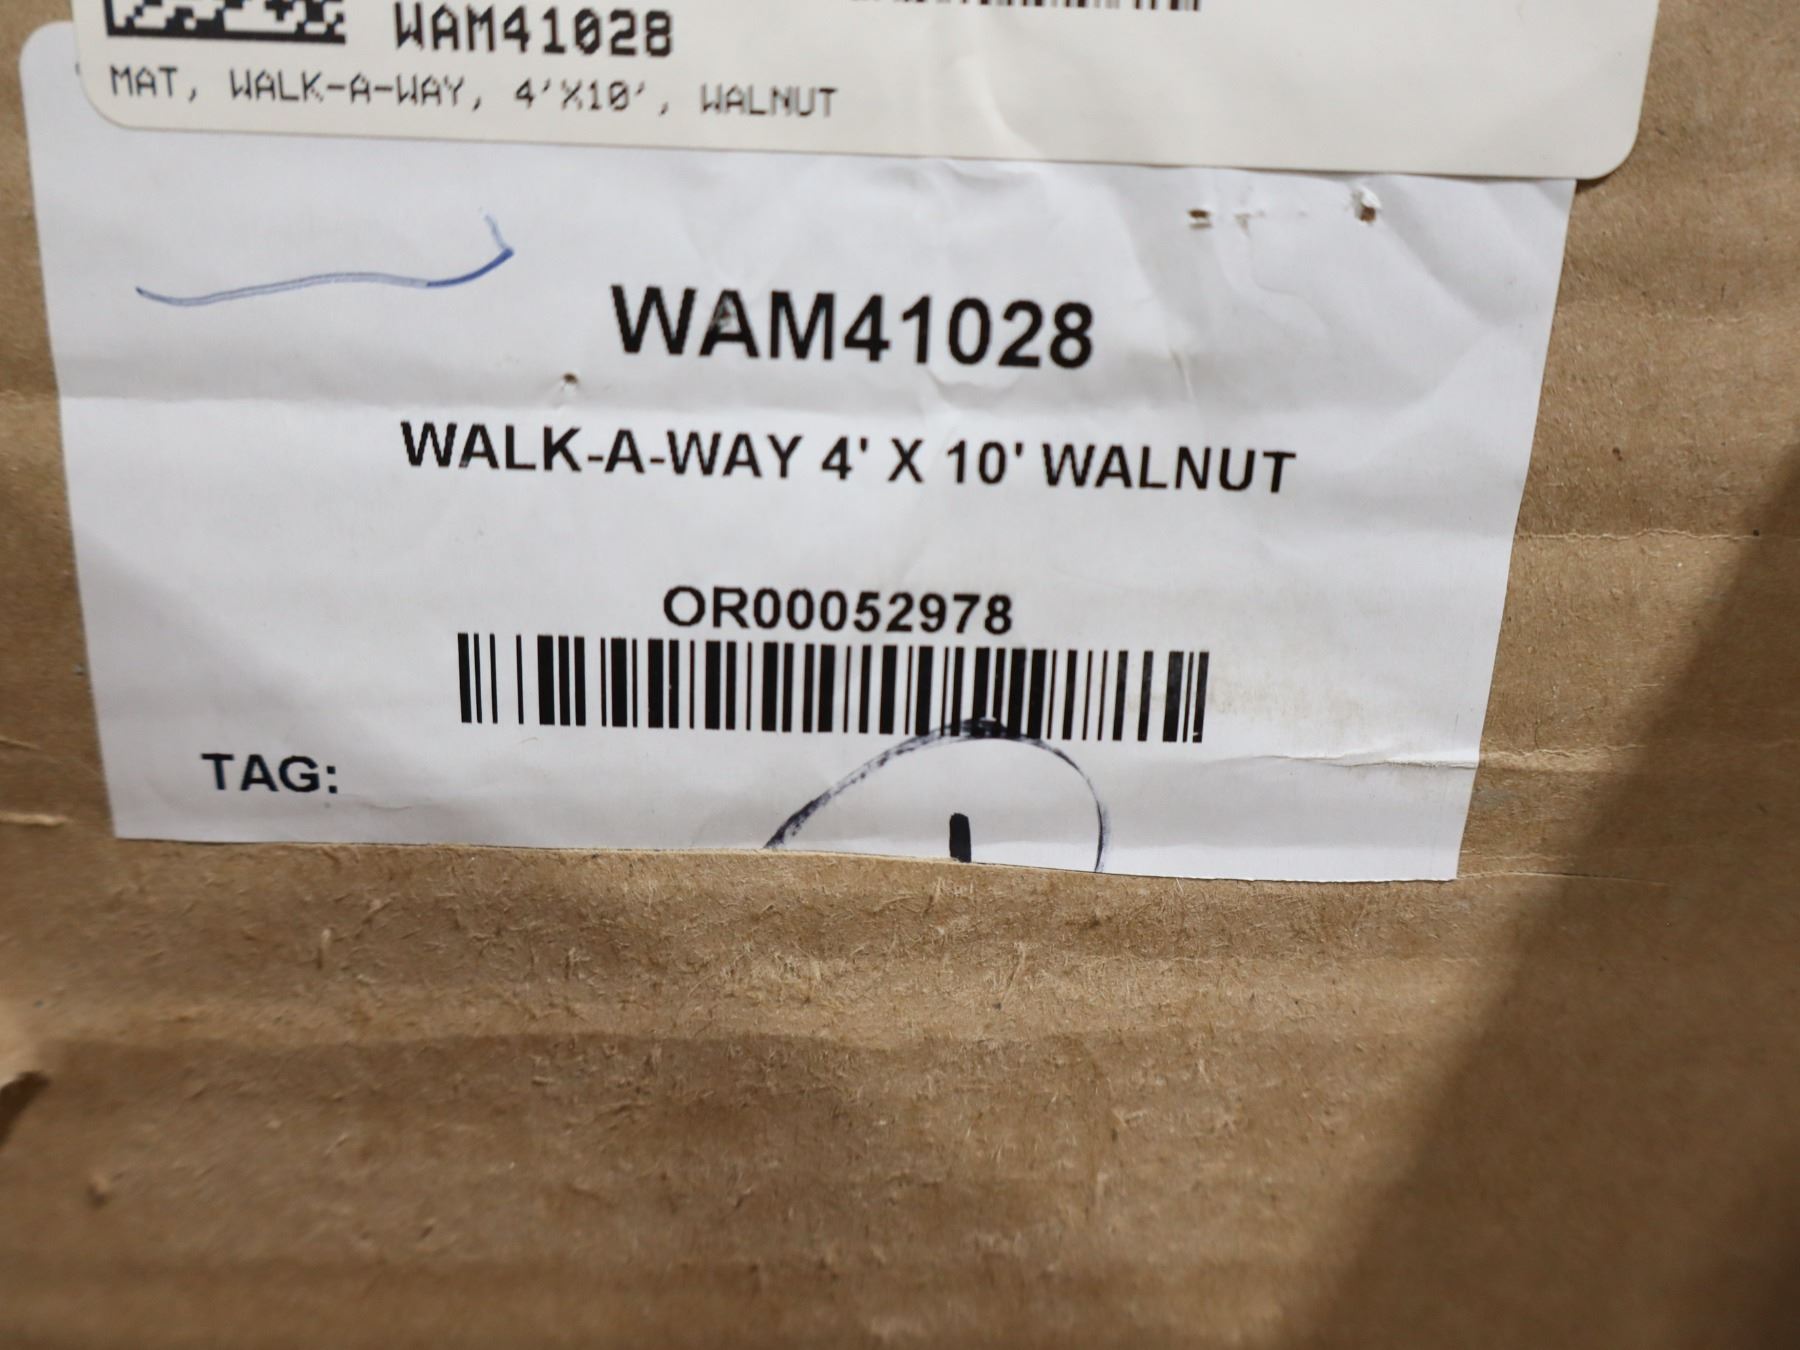 WAM41028
MAT, WALK-A-WAY, 4'X10', WALNUT
WAM41028
WALK-A-WAY 4' X 10' WALNUT
OR00052978
TAG: